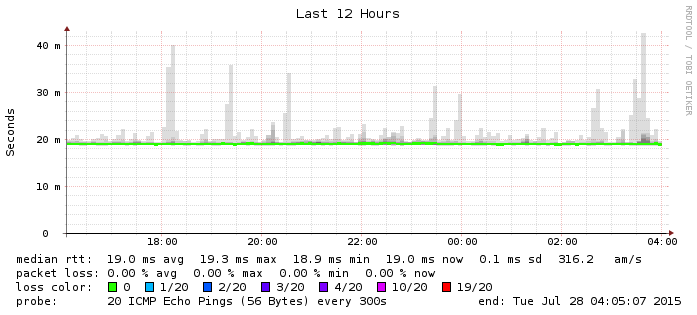 Last 12 Hours
RRDTOOL / TOBI OETIKER
Seconds
40 m
30 m
20 m
10 m
0
18:00 20:00 22:00 00:00 02:00 04:00
median rtt: 19.0 ms avg 19.3 ms max 18.9 ms min 19.0 ms now 0.1 ms sd 316.2 am/s
packet loss: 0.00 % avg 0.00 % max 0.00 % min 0.00 % now
loss color: 0 1/20 2/20 3/20 4/20 10/20 19/20
probe: 20 ICMP Echo Pings (56 Bytes) every 300s end: Tue Jul 28 04:05:07 2015